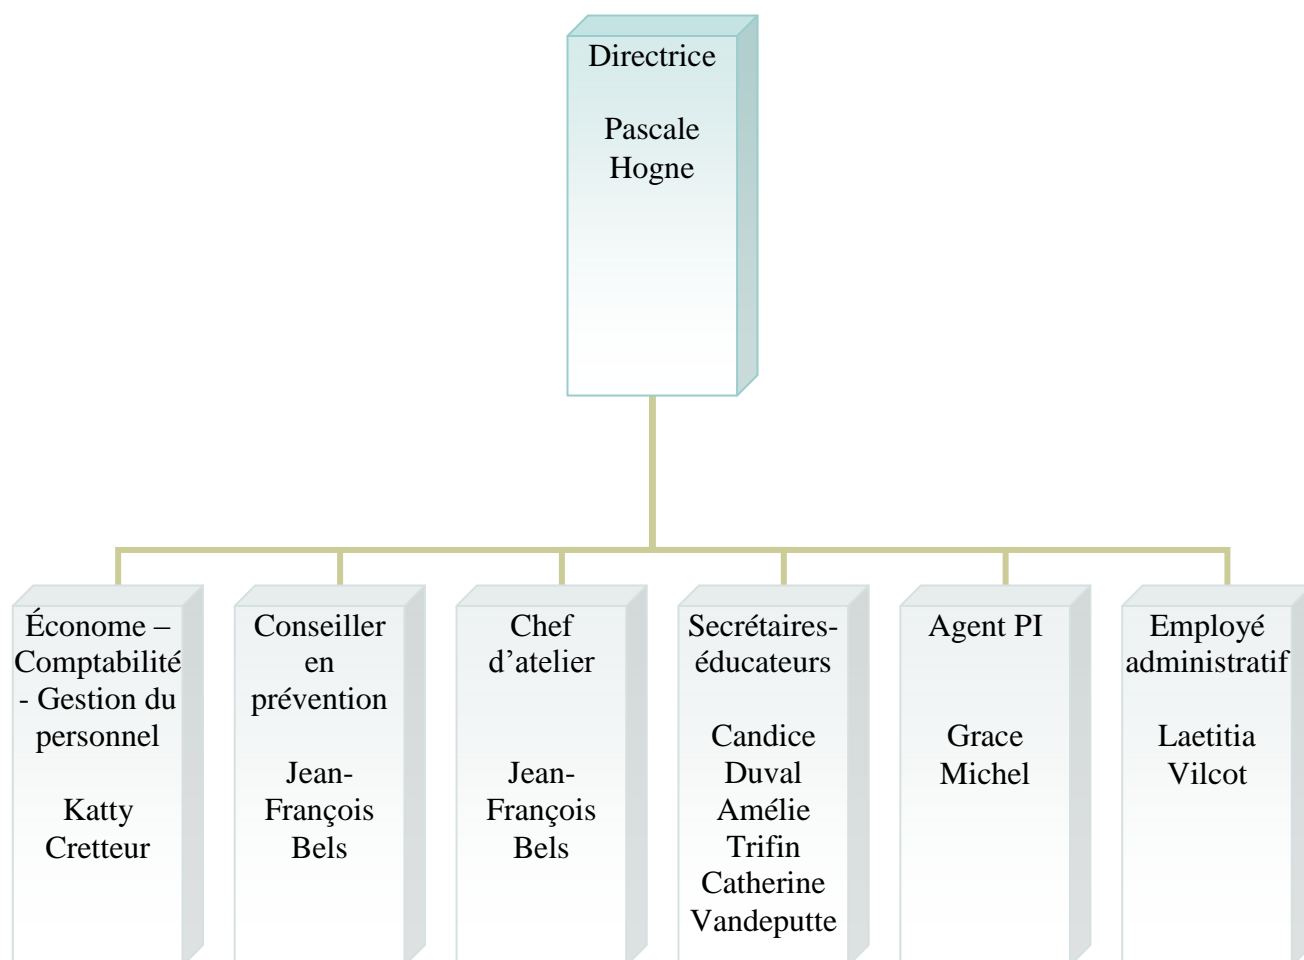 Directrice
Pascale
Hogne
Économe –
Comptabilité
- Gestion du
personnel
Katty
Cretteur
Conseiller
en
prévention
Jean-
François
Bels
Chef
d’atelier
Jean-
François
Bels
Secrétaires-
éducateurs
Candice
Duval
Amélie
Trifin
Catherine
Vandeputte
Agent PI
Grace
Michel
Employé
administratif
Laetitia
Vilcot